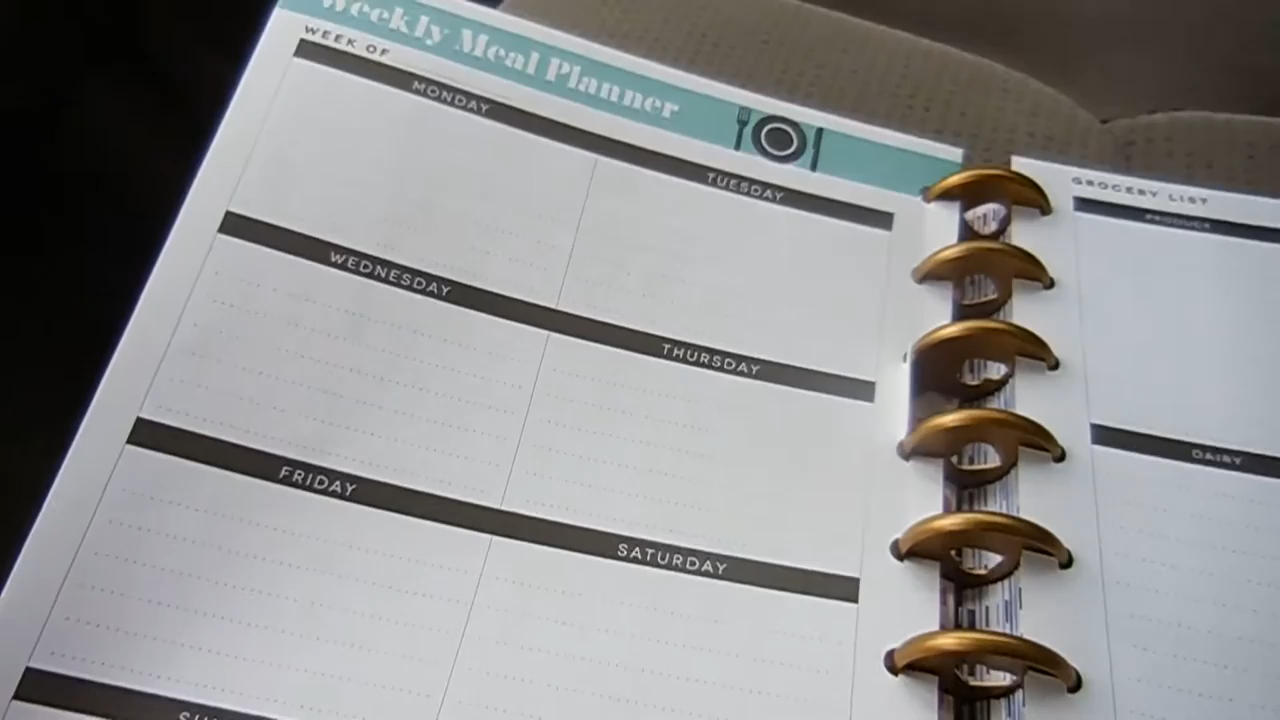 Weekly Meal Planner
WEEK OF
MONDAY
TUESDAY
WEDNESDAY
THURSDAY
FRIDAY
SATURDAY
GROCERY LIST
PRODUCE
DAIRY